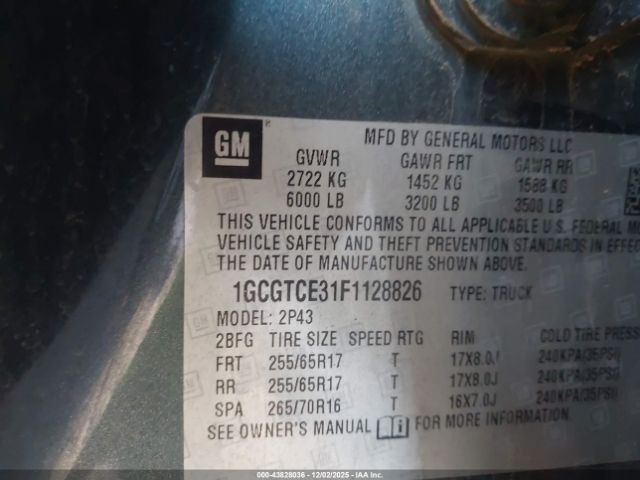 GM ®
MFD BY GENERAL MOTORS LLC
GVWR GAWR FRT GAWR RR
2722 KG 1452 KG 1588 KG
6000 LB 3200 LB 3500 LB
THIS VEHICLE CONFORMS TO ALL APPLICABLE U.S. FEDERAL M
VEHICLE SAFETY AND THEFT PREVENTION STANDARDS IN EFFEC
THE DATE OF MANUFACTURE SHOWN ABOVE.
1GCGTCE31F1128826 TYPE: TRUCK
MODEL: 2P43
2BFG TIRE SIZE SPEED RTG RIM COLD TIRE PRESS
FRT 255/65R17 T 17X8.0J 240KPA(35PSI)
RR 255/65R17 T 17X8.0J 240KPA(35PSI)
SPA 265/70R16 T 16X7.0J 240KPA(35PSI)
SEE OWNER'S MANUAL FOR MORE INFORMATION.
000-43828036 - 12/02/2025 - IAAI.com